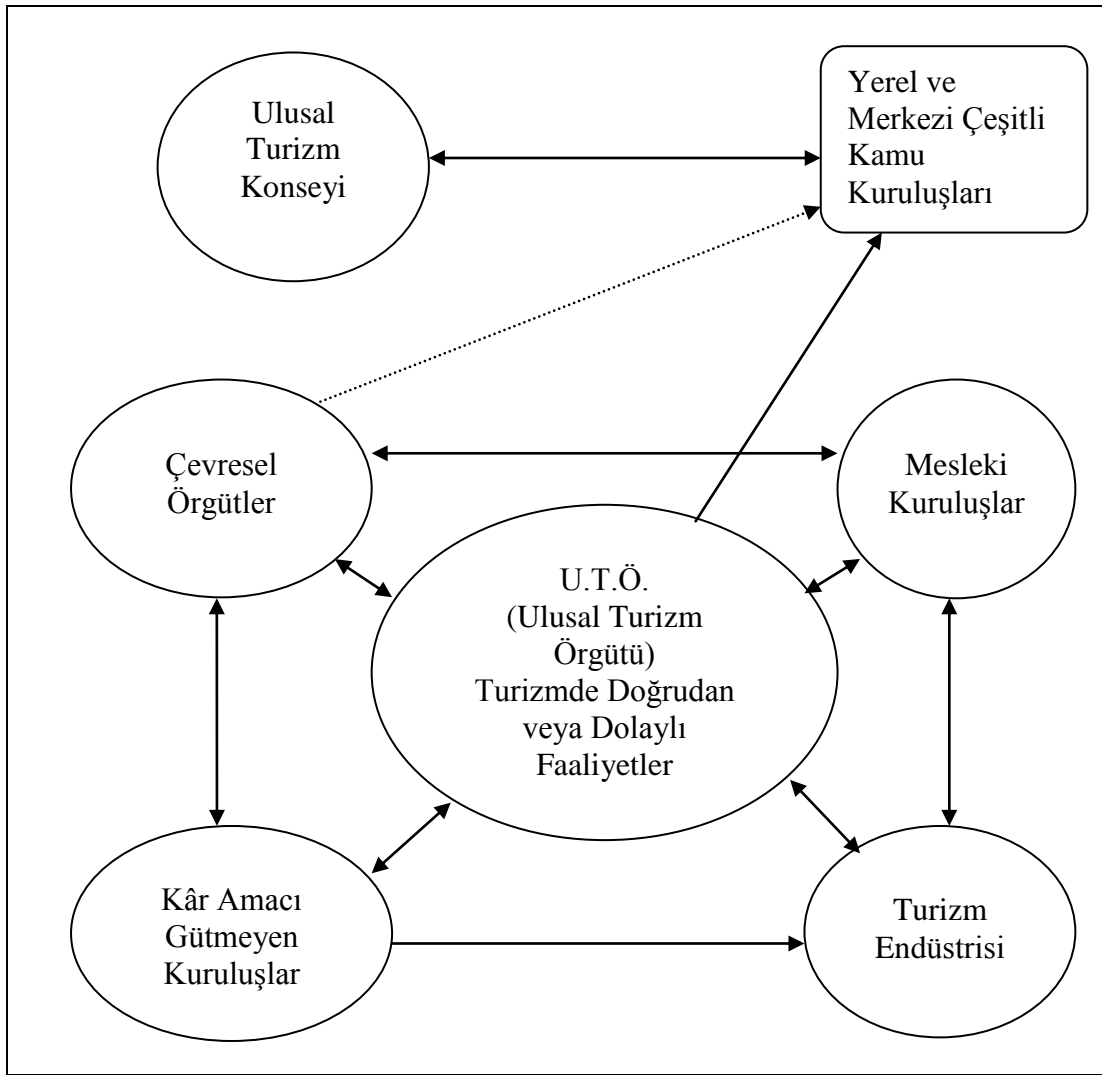 Ulusal
Turizm
Konseyi
Yerel ve
Merkezi Çeşitli
Kamu
Kuruluşları
Çevresel
Örgütler
Mesleki
Kuruluşlar
U.T.Ö.
(Ulusal Turizm
Örgütü)
Turizmde Doğrudan
veya Dolaylı
Faaliyetler
Kâr Amacı
Gütmeyen
Kuruluşlar
Turizm
Endüstrisi